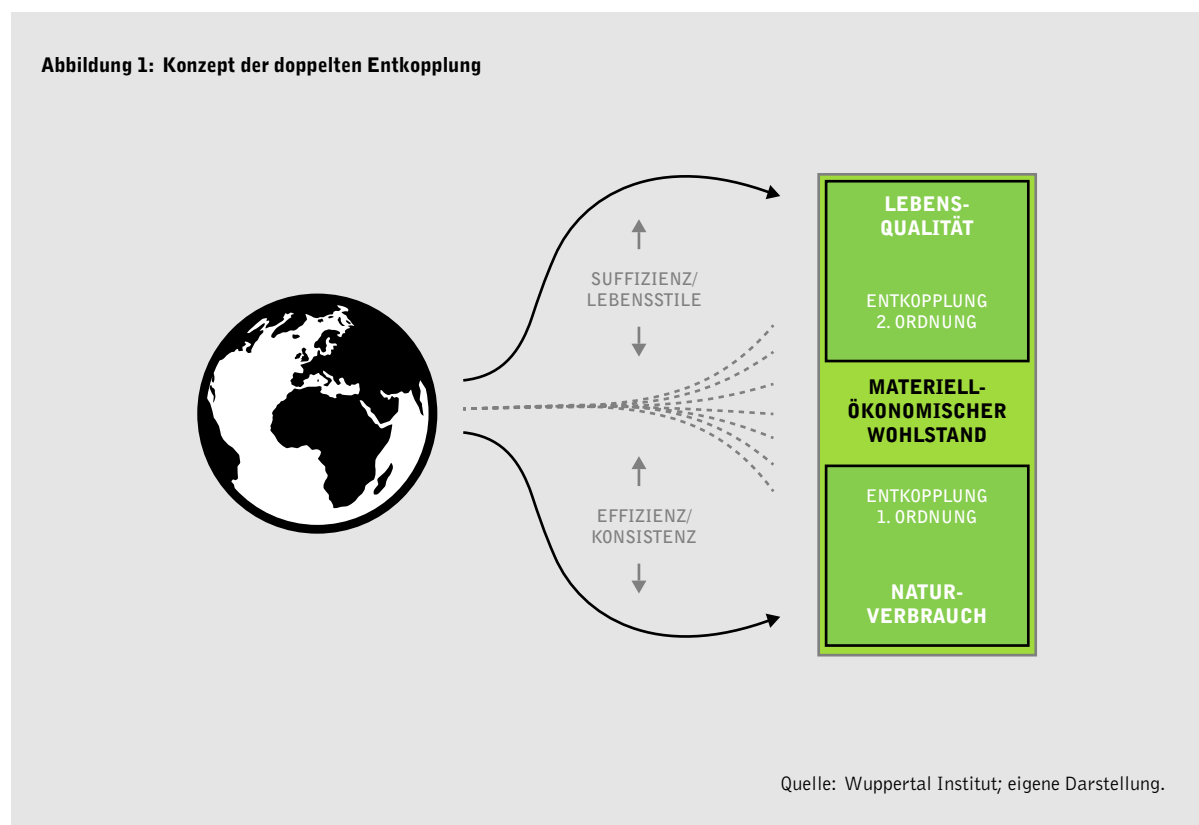 Abbildung 1: Konzept der doppelten Entkopplung
SUFFIZIENZ/
LEBENSSTILE
EFFIZIENZ/
KONSISTENZ
LEBENS-
QUALITÄT
ENTKOPPLUNG
2. ORDNUNG
MATERIELL-
ÖKONOMISCHER
WOHLSTAND
ENTKOPPLUNG
1. ORDNUNG
NATUR-
VERBRAUCH
Quelle: Wuppertal Institut; eigene Darstellung.